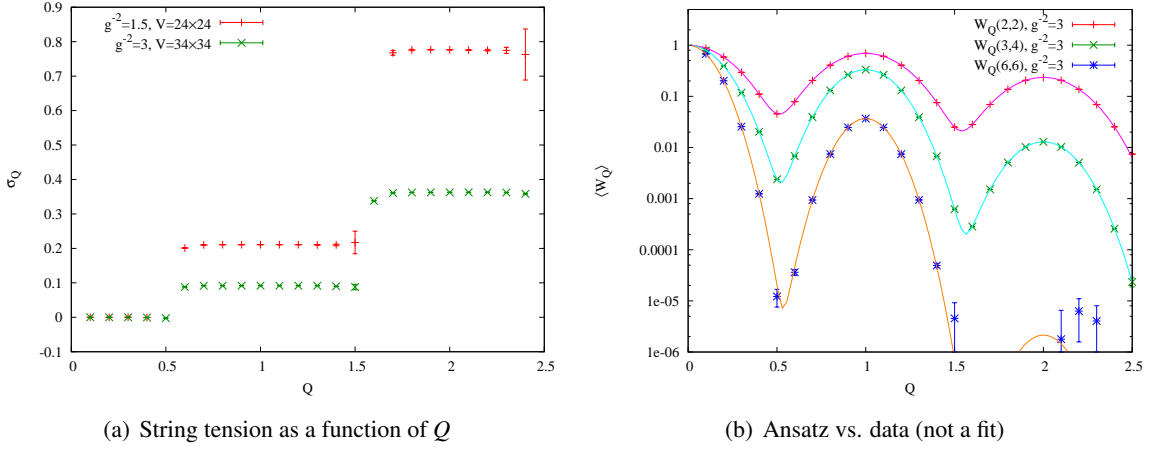 g⁻²=1.5, V=24×24
g⁻²=3, V=34×34
0.9
0.8
0.7
0.6
0.5
0.4
0.3
0.2
0.1
0
-0.1
σ_Q
0 0.5 1 1.5 2 2.5
Q
(a) String tension as a function of Q
W_Q(2,2), g⁻²=3
W_Q(3,4), g⁻²=3
W_Q(6,6), g⁻²=3
1
0.1
0.01
0.001
0.0001
1e-05
1e-06
⟨W_Q⟩
0 0.5 1 1.5 2 2.5
Q
(b) Ansatz vs. data (not a fit)